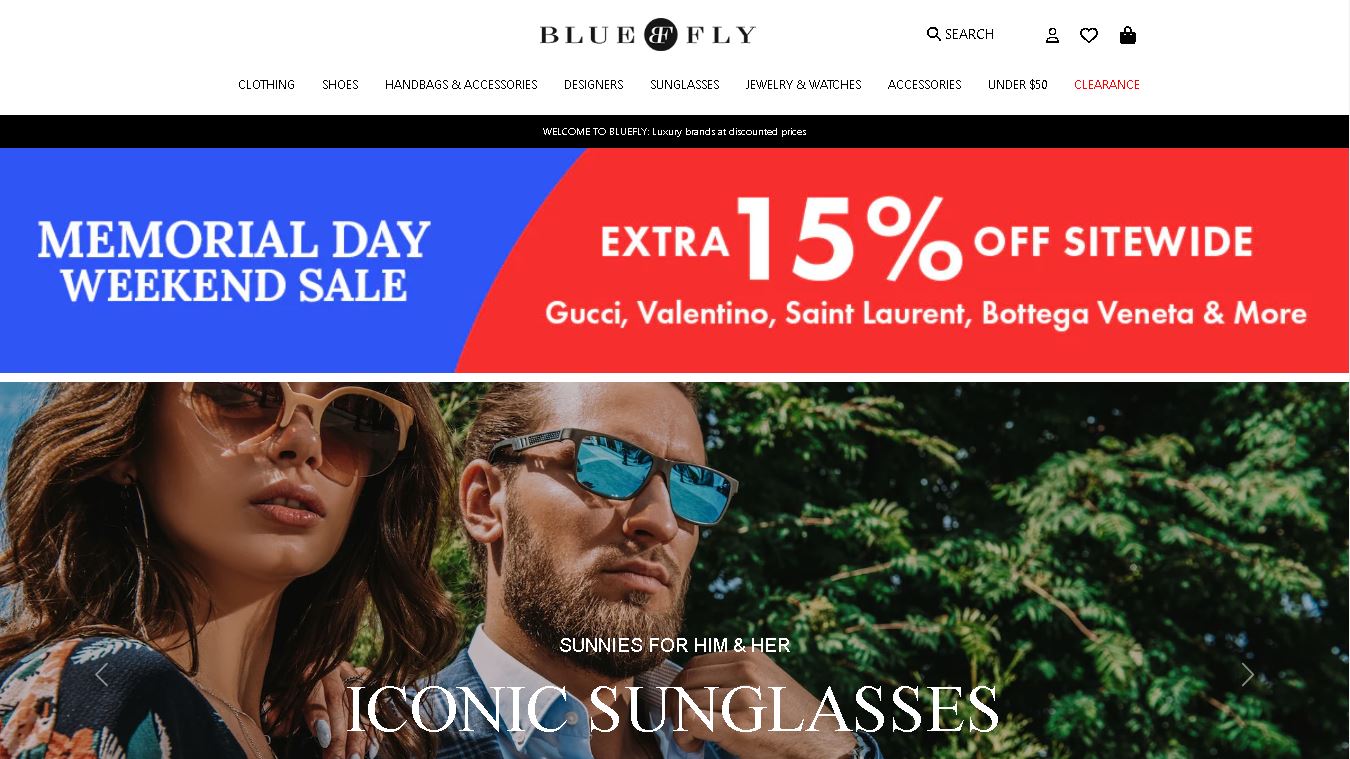 BLUE BF FLY
SEARCH
CLOTHING SHOES HANDBAGS & ACCESSORIES DESIGNERS SUNGLASSES JEWELRY & WATCHES ACCESSORIES UNDER $50 CLEARANCE
WELCOME TO BLUEFLY: Luxury brands at discounted prices
MEMORIAL DAY
WEEKEND SALE
EXTRA 15% OFF SITEWIDE
Gucci, Valentino, Saint Laurent, Bottega Veneta & More
SUNNIES FOR HIM & HER
ICONIC SUNGLASSES